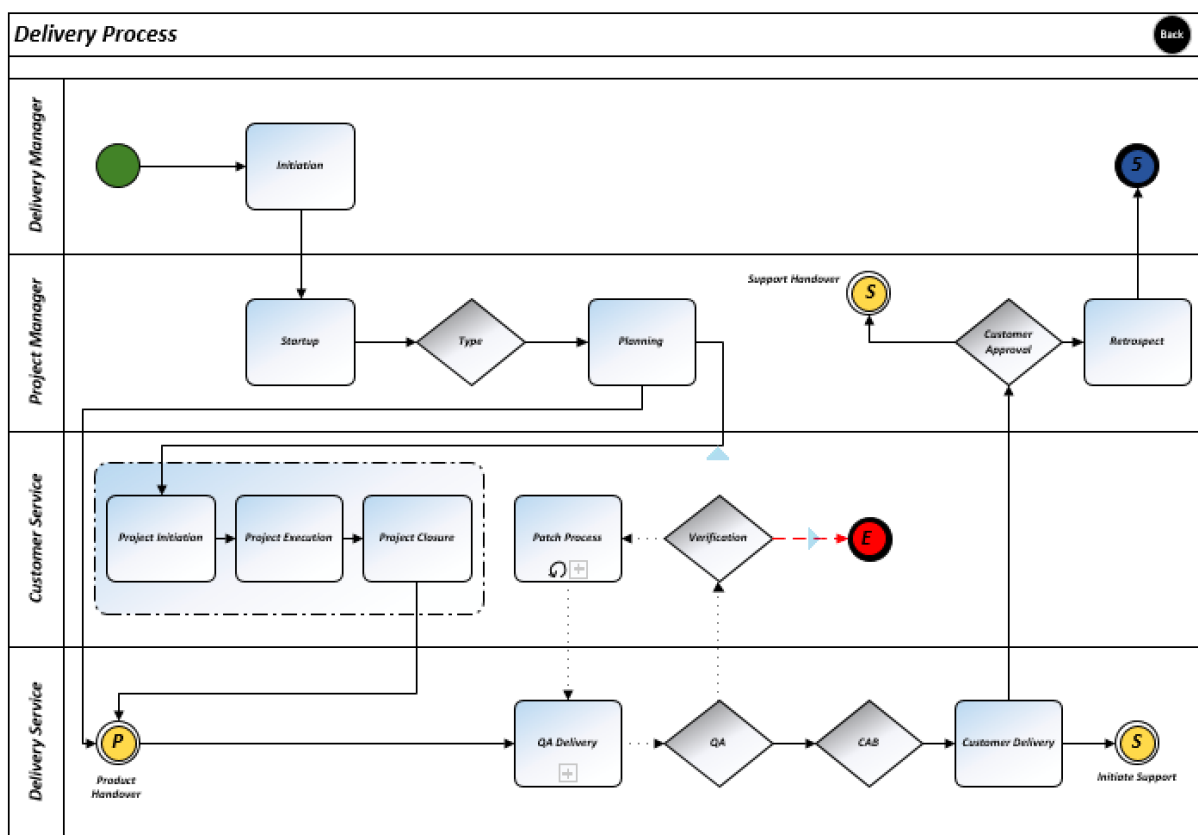 Delivery Process
Back
Delivery Manager
Initiation
5
Project Manager
Support Handover
S
Startup
Type
Planning
Customer
Approval
Retrospect
Customer Service
Project Initiation
Project Execution
Project Closure
Patch Process
Verification
E
Delivery Service
P
Product
Handover
QA Delivery
QA
CAB
Customer Delivery
S
Initiate Support